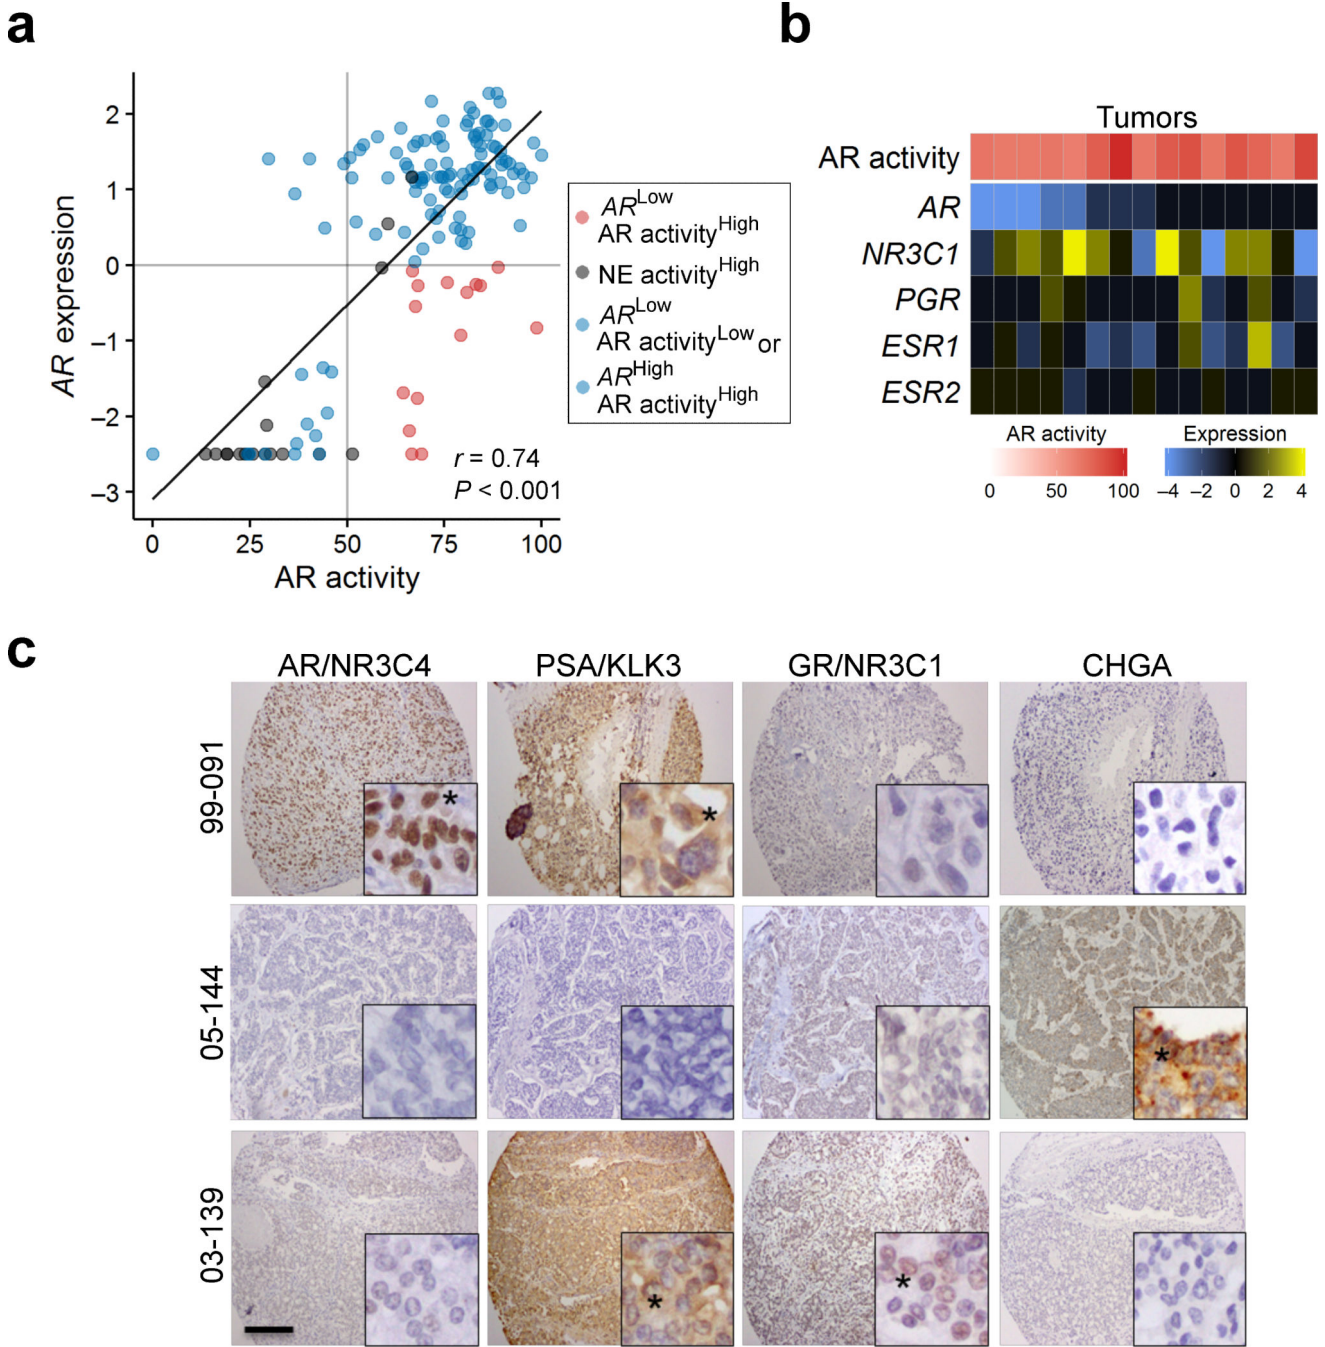 a
2
1
0
−1
−2
−3
AR expression
0 25 50 75 100
AR activity
r = 0.74
P < 0.001
AR Low
AR activity High
NE activity High
AR Low
AR activity Low or
AR High
AR activity High
b
Tumors
AR activity
AR
NR3C1
PGR
ESR1
ESR2
AR activity
0 50 100
Expression
−4 −2 0 2 4
c
AR/NR3C4 PSA/KLK3 GR/NR3C1 CHGA
99-091
*
*
05-144
*
03-139
*
*